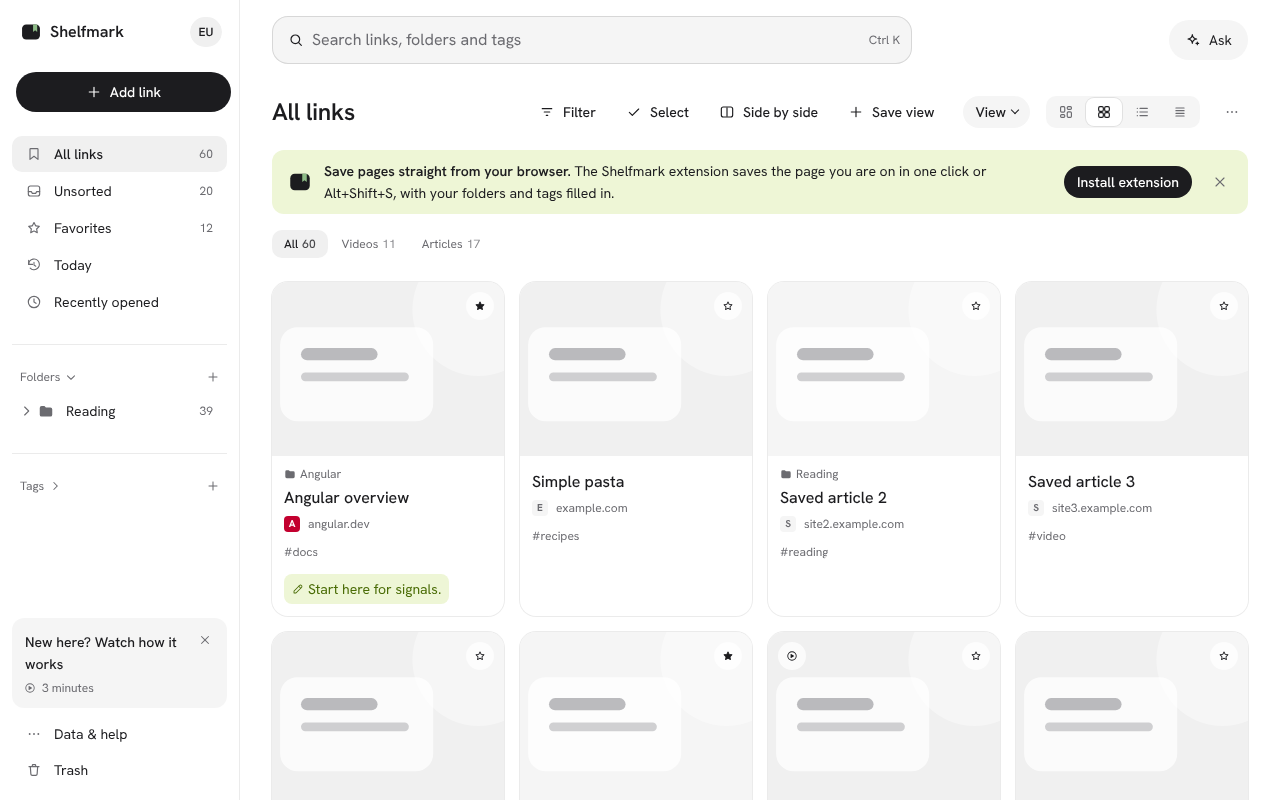 Shelfmark
EU
Add link
All links 60
Unsorted 20
Favorites 12
Today
Recently opened
Folders
Reading 39
Tags
New here? Watch how it
works
3 minutes
Data & help
Trash
Search links, folders and tags
Ctrl K
Ask
All links
Filter
Select
Side by side
Save view
View
Save pages straight from your browser. The Shelfmark extension saves the page you are on in one click or
Alt+Shift+S, with your folders and tags filled in.
Install extension
All 60
Videos 11
Articles 17
Angular
Angular overview
A angular.dev
#docs
Start here for signals.
Simple pasta
E example.com
#recipes
Reading
Saved article 2
S site2.example.com
#reading
Saved article 3
S site3.example.com
#video